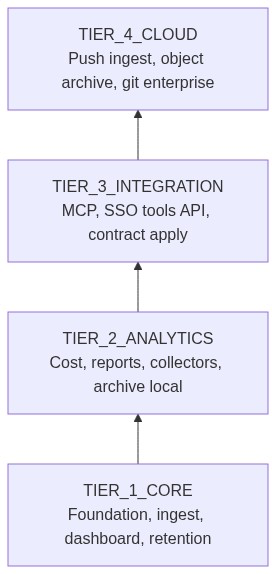 TIER_4_CLOUD
Push ingest, object
archive, git enterprise
TIER_3_INTEGRATION
MCP, SSO tools API,
contract apply
TIER_2_ANALYTICS
Cost, reports, collectors,
archive local
TIER_1_CORE
Foundation, ingest,
dashboard, retention